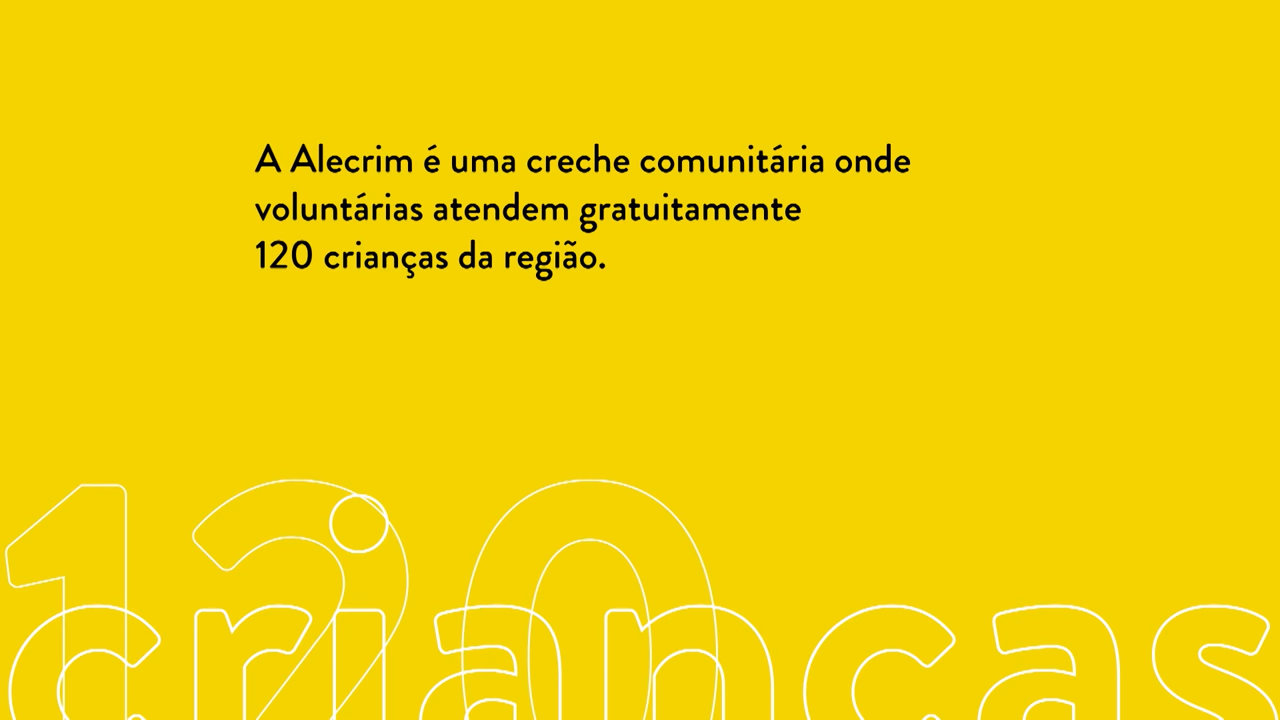 A Alecrim é uma creche comunitária onde
voluntárias atendem gratuitamente
120 crianças da região.
120
crianças